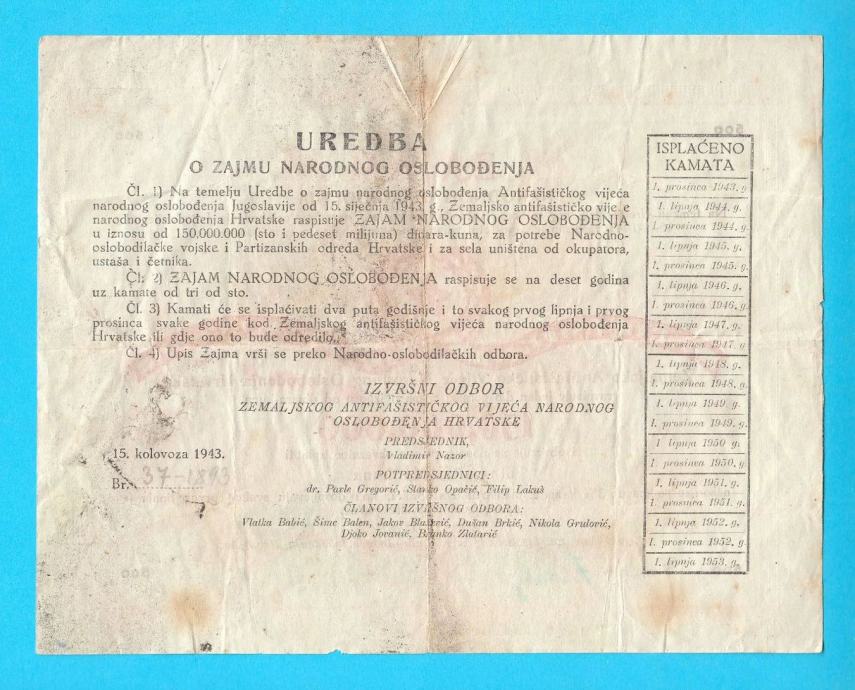 UREDBA
O ZAJMU NARODNOG OSLOBOĐENJA
Čl. 1) Na temelju Uredbe o zajmu narodnog oslobođenja Antifašističkog vijeća
narodnog oslobođenja Jugoslavije od 15. siječnja 1943. g., Zemaljsko antifašističko vijeće
narodnog oslobođenja Hrvatske raspisuje ZAJAM NARODNOG OSLOBOĐENJA
u iznosu od 150,000.000 (sto i pedeset milijuna) dinara-kuna, za potrebe Narodno-
oslobodilačke vojske i Partizanskih odreda Hrvatske i za sela uništena od okupatora,
ustaša i četnika.
Čl. 2) ZAJAM NARODNOG OSLOBOĐENJA raspisuje se na deset godina
uz kamate od tri od sto.
Čl. 3) Kamati će se isplaćivati dva puta godišnje i to svakog prvog lipnja i prvog
prosinca svake godine kod Zemaljskog antifašističkog vijeća narodnog oslobođenja
Hrvatske ili gdje ono to bude odredilo.
Čl. 4) Upis Zajma vrši se preko Narodno-oslobodilačkih odbora.
IZVRŠNI ODBOR
ZEMALJSKOG ANTIFAŠISTIČKOG VIJEĆA NARODNOG
OSLOBOĐENJA HRVATSKE
PREDSJEDNIK,
Vladimir Nazor
POTPREDSJEDNICI:
dr. Pavle Gregorić, Stanko Opačić, Filip Lakuš
ČLANOVI IZVRŠNOG ODBORA:
Vlatka Babić, Šime Balen, Jakov Blažević, Dušan Brkić, Nikola Grulović,
Djoko Jovanić, Branko Zlatarić
15. kolovoza 1943.
Br. 37-1893
ISPLAĆENO
KAMATA
1. prosinca 1943. g.
1. lipnja 1944. g.
1. prosinca 1944. g.
1. lipnja 1945. g.
1. prosinca 1945. g.
1. lipnja 1946. g.
1. prosinca 1946. g.
1. lipnja 1947. g.
1. prosinca 1947. g.
1. lipnja 1948. g.
1. prosinca 1948. g.
1. lipnja 1949. g.
1. prosinca 1949. g.
1. lipnja 1950 g.
1. prosinca 1950. g.
1. lipnja 1951. g.
1. prosinca 1951. g.
1. lipnja 1952. g.
1. prosinca 1952. g.
1. lipnja 1953. g.